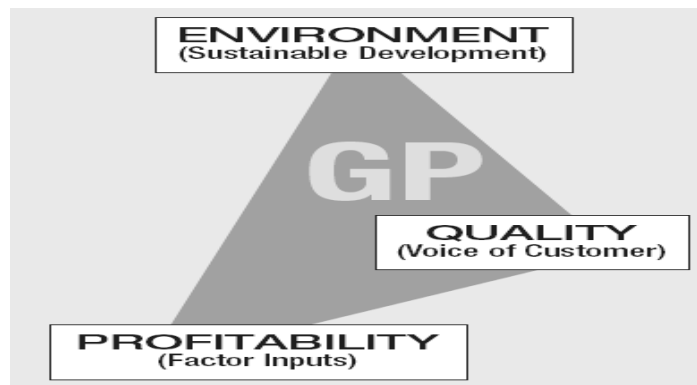 ENVIRONMENT
(Sustainable Development)
GP
QUALITY
(Voice of Customer)
PROFITABILITY
(Factor Inputs)